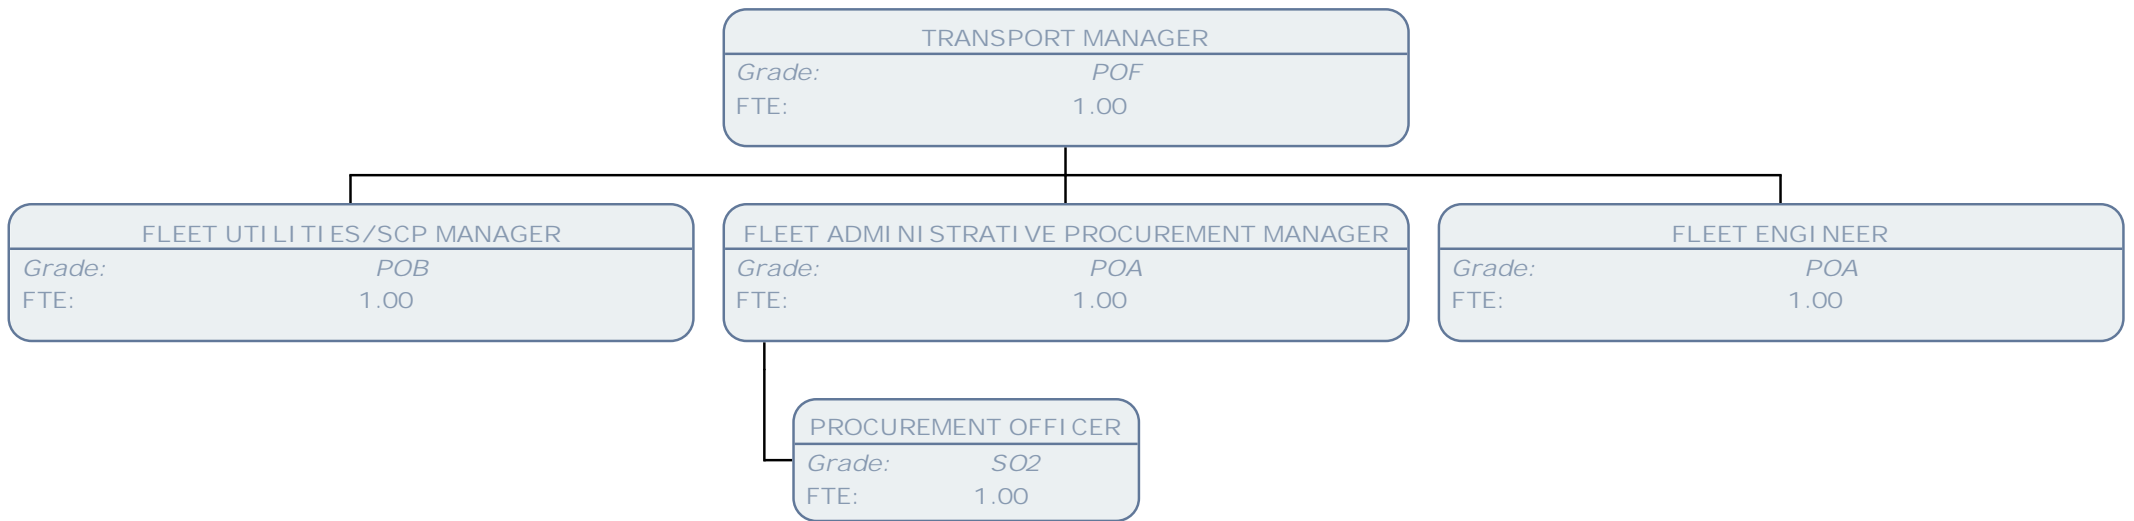 TRANSPORT MANAGER
Grade: POF
FTE: 1.00
FLEET UTILITIES/SCP MANAGER
Grade: POB
FTE: 1.00
FLEET ADMINISTRATIVE PROCUREMENT MANAGER
Grade: POA
FTE: 1.00
FLEET ENGINEER
Grade: POA
FTE: 1.00
PROCUREMENT OFFICER
Grade: SO2
FTE: 1.00